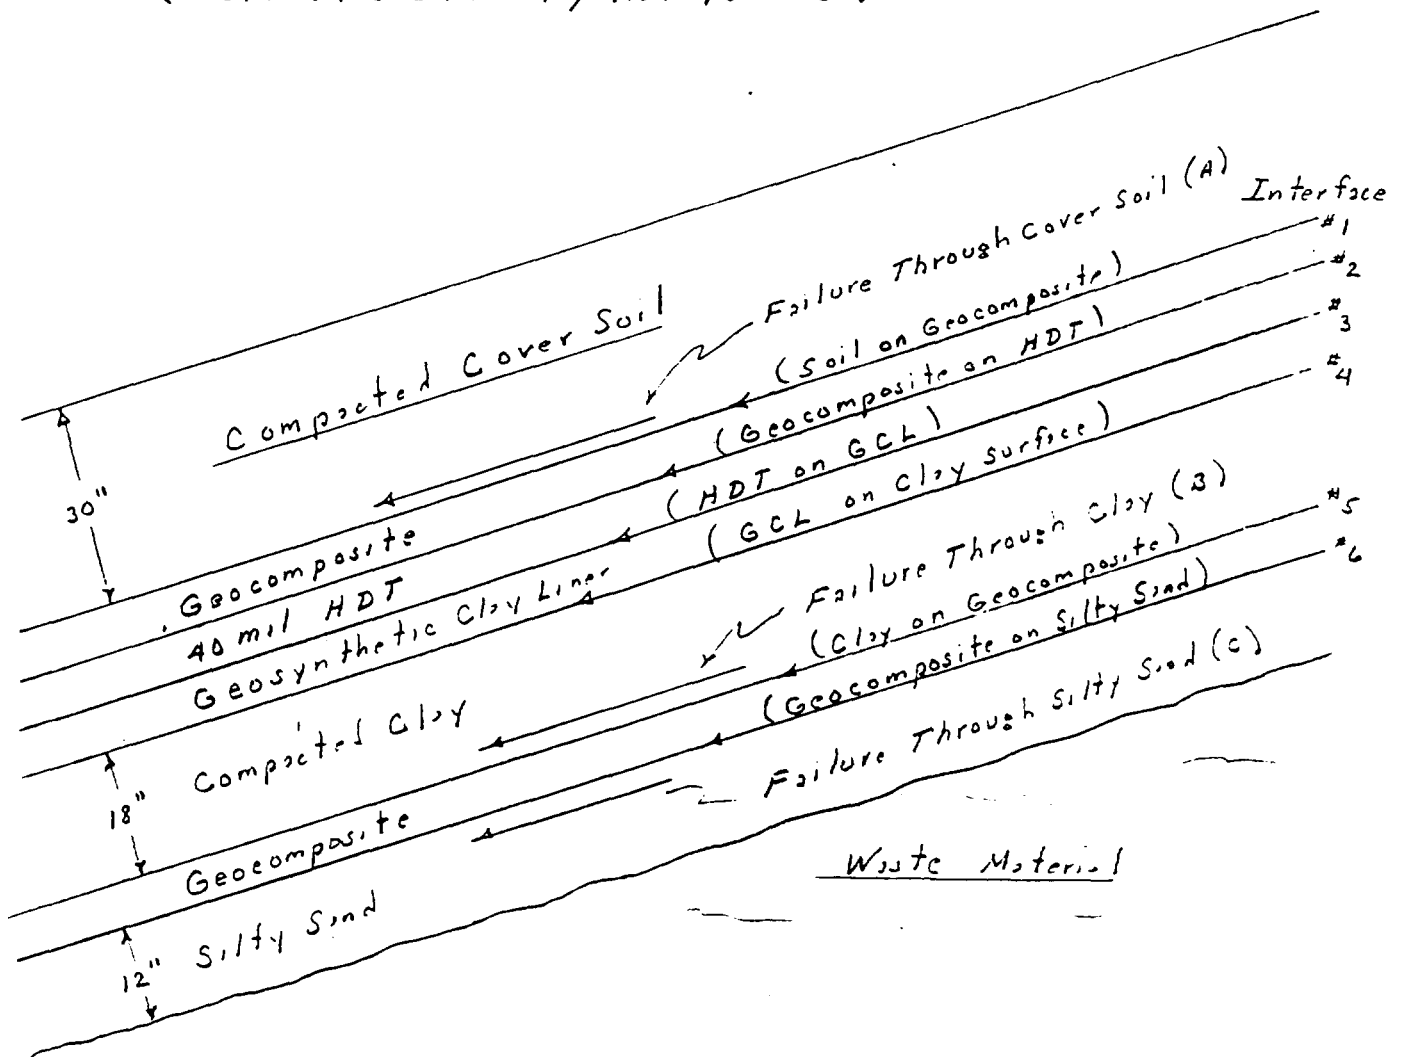 Interface
Failure Through Cover Soil (A)
#1
(Soil on Geocomposite)
#2
(Geocomposite on HDT)
#3
(HDT on GCL)
#4
(GCL on Clay Surface)
Compacted Cover Soil
30"
Geocomposite
40 mil HDT
Geosynthetic Clay Liner
Failure Through Clay (B)
#5
(Clay on Geocomposite)
#6
(Geocomposite on Silty Sand)
Failure Through Silty Sand (C)
Compacted Clay
18"
Geocomposite
Silty Sand
12"
Waste Material